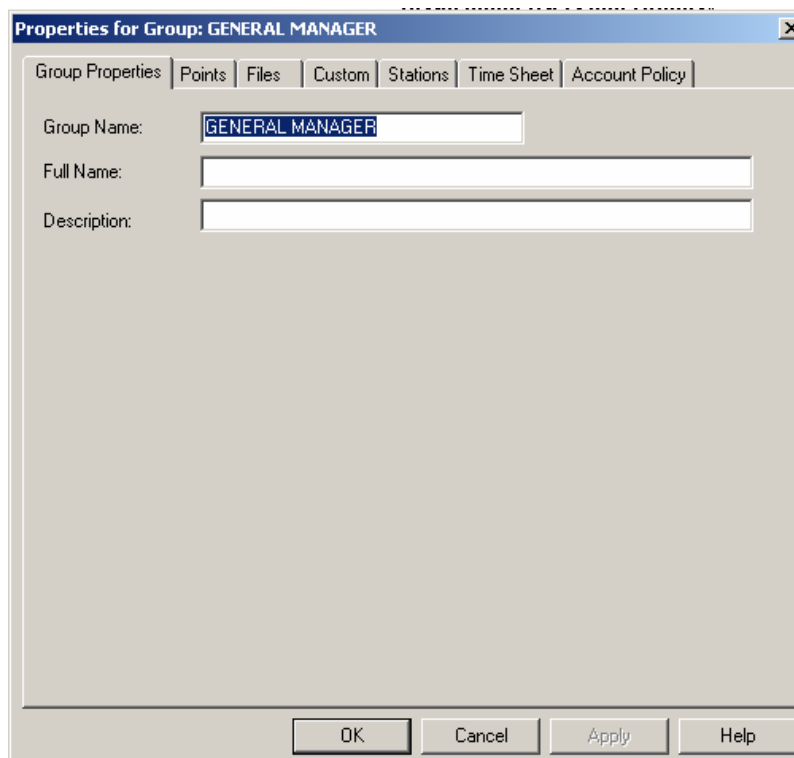 Properties for Group: GENERAL MANAGER
Group Properties Points Files Custom Stations Time Sheet Account Policy
Group Name: GENERAL MANAGER
Full Name:
Description:
OK Cancel Apply Help